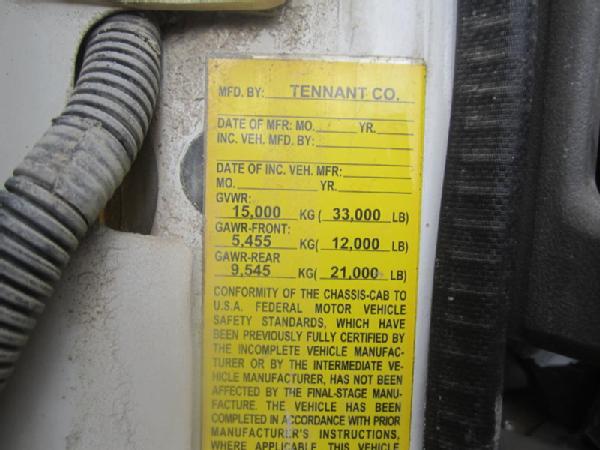 MFD. BY: TENNANT CO.
DATE OF MFR: MO. YR.
INC. VEH. MFD. BY:
DATE OF INC. VEH. MFR:
MO. YR.
GVWR:
15,000 KG( 33,000 LB)
GAWR-FRONT:
5,455 KG( 12,000 LB)
GAWR-REAR
9,545 KG( 21,000 LB)
CONFORMITY OF THE CHASSIS-CAB TO
U.S.A. FEDERAL MOTOR VEHICLE
SAFETY STANDARDS, WHICH HAVE
BEEN PREVIOUSLY FULLY CERTIFIED BY
THE INCOMPLETE VEHICLE MANUFAC-
TURER OR BY THE INTERMEDIATE VE-
HICLE MANUFACTURER, HAS NOT BEEN
AFFECTED BY THE FINAL-STAGE MANU-
FACTURE. THE VEHICLE HAS BEEN
COMPLETED IN ACCORDANCE WITH PRIOR
MANUFACTURER'S INSTRUCTIONS,
WHERE APPLICABLE. THIS VEHICLE